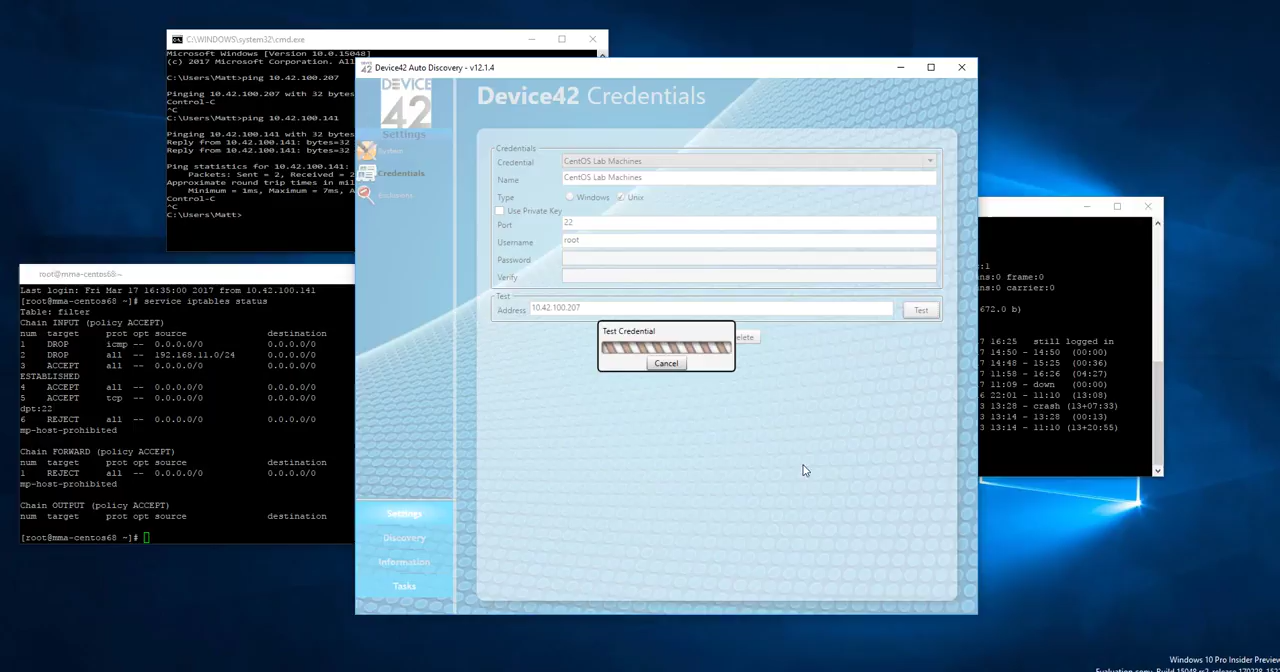 C:\WINDOWS\system32\cmd.exe
Microsoft Windows [Version 10.0.15048]
(c) 2017 Microsoft Corporation. All
C:\Users\Matt>ping 10.42.100.207
Pinging 10.42.100.207 with 32 bytes
Control-C
^C
C:\Users\Matt>ping 10.42.100.141
Pinging 10.42.100.141 with 32 bytes
Reply from 10.42.100.141: bytes=32
Reply from 10.42.100.141: bytes=32
Ping statistics for 10.42.100.141:
Packets: Sent = 2, Received = 2
Approximate round trip times in mil
Minimum = 1ms, Maximum = 7ms, A
Control-C
^C
C:\Users\Matt>
root@mma-centos68:~
Last login: Fri Mar 17 16:35:00 2017 from 10.42.100.141
[root@mma-centos68 ~]# service iptables status
Table: filter
Chain INPUT (policy ACCEPT)
num target prot opt source destination
1 DROP icmp -- 0.0.0.0/0 0.0.0.0/0
2 DROP all -- 192.168.11.0/24 0.0.0.0/0
3 ACCEPT all -- 0.0.0.0/0 0.0.0.0/0
ESTABLISHED
4 ACCEPT all -- 0.0.0.0/0 0.0.0.0/0
5 ACCEPT tcp -- 0.0.0.0/0 0.0.0.0/0
dpt:22
6 REJECT all -- 0.0.0.0/0 0.0.0.0/0
mp-host-prohibited
Chain FORWARD (policy ACCEPT)
num target prot opt source destination
1 REJECT all -- 0.0.0.0/0 0.0.0.0/0
mp-host-prohibited
Chain OUTPUT (policy ACCEPT)
num target prot opt source destination
[root@mma-centos68 ~]#
Device42 Auto Discovery - v12.1.4
DEVICE
42
Settings
System
Credentials
Settings
Discovery
Information
Tasks
Device42 Credentials
Credentials
Credential CentOS Lab Machines
Name CentOS Lab Machines
Type Windows Unix
Use Private Key
Port 22
Username root
Password
Verify
Test
Address 10.42.100.207 Test
elete
Test Credential
Cancel
:1
ns:0 frame:0
ns:0 carrier:0
672.0 b)
7 16:25 still logged in
7 14:50 - 14:50 (00:00)
7 14:48 - 15:25 (00:36)
7 11:58 - 16:26 (04:27)
7 11:09 - down (00:00)
6 22:01 - 11:10 (13:08)
3 13:28 - crash (13+07:33)
3 13:14 - 13:28 (00:13)
3 13:14 - 11:10 (13+20:55)
Windows 10 Pro Insider Preview